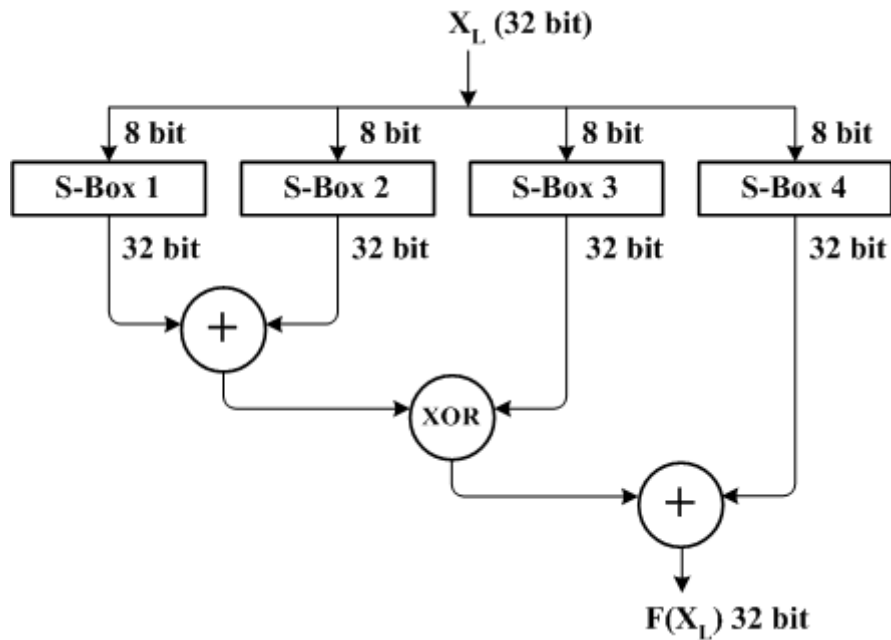 X_L (32 bit)
8 bit 8 bit 8 bit 8 bit
S-Box 1 S-Box 2 S-Box 3 S-Box 4
32 bit 32 bit 32 bit 32 bit
+
XOR
+
F(X_L) 32 bit